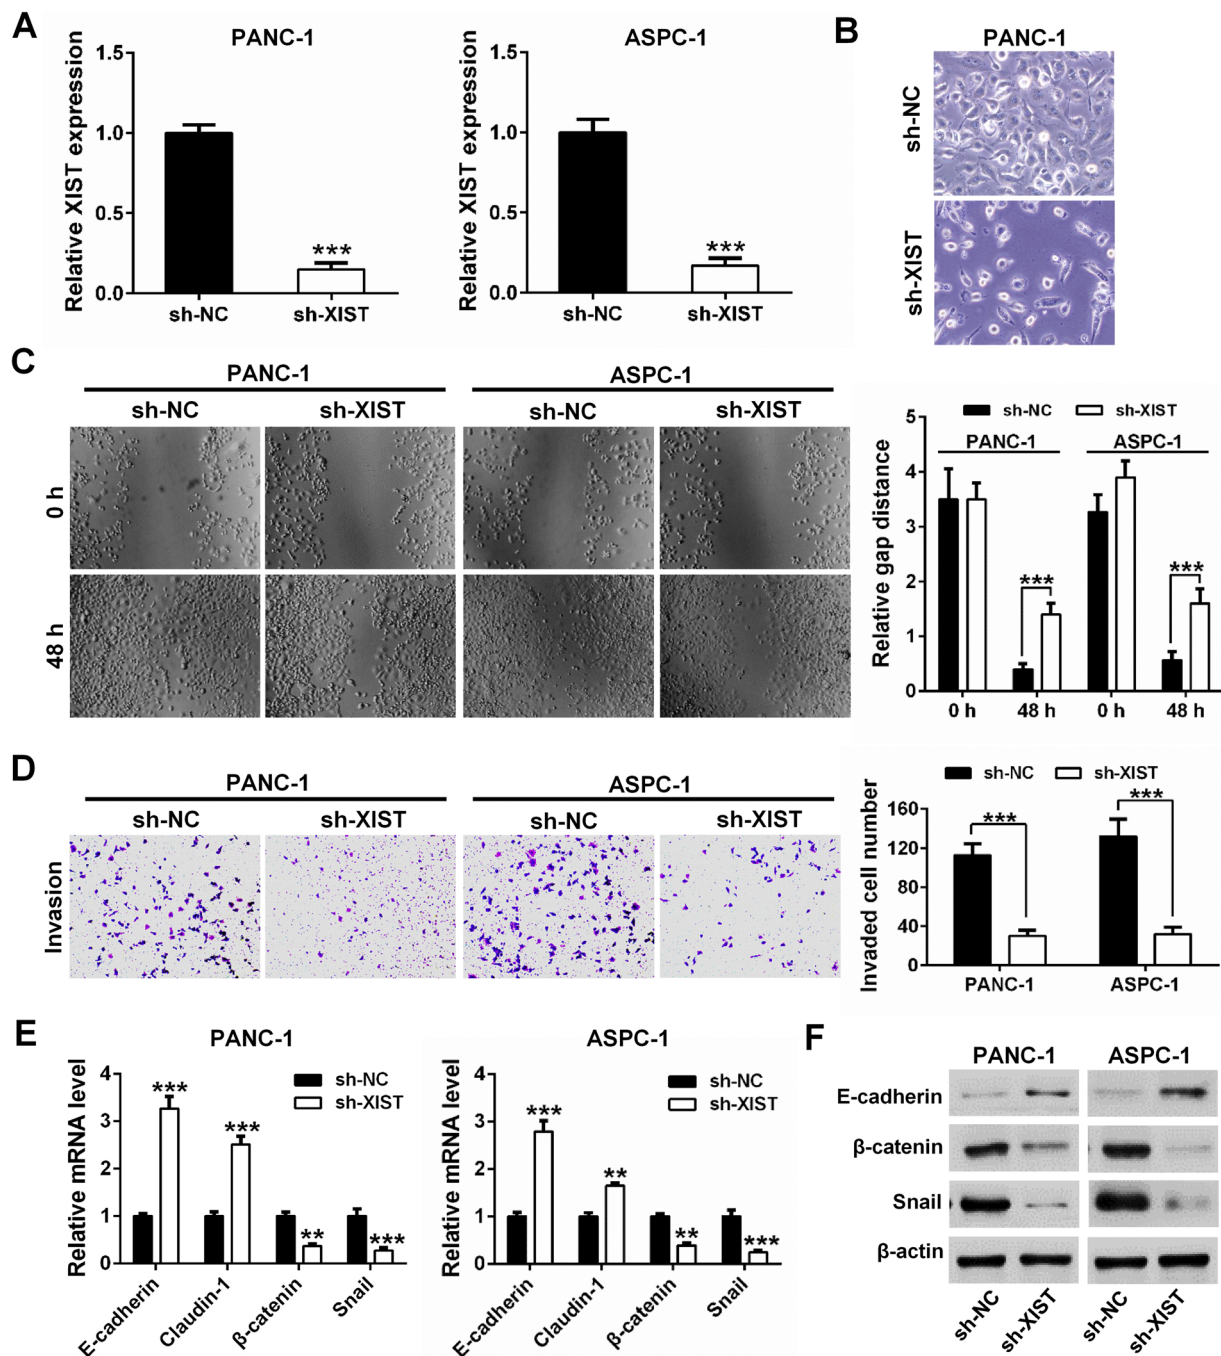 A
PANC-1
Relative XIST expression
1.5
1.0
0.5
0.0
***
sh-NC
sh-XIST
ASPC-1
Relative XIST expression
1.5
1.0
0.5
0.0
***
sh-NC
sh-XIST
B
PANC-1
sh-NC
sh-XIST
C
PANC-1
ASPC-1
sh-NC
sh-XIST
sh-NC
sh-XIST
0 h
48 h
sh-NC
sh-XIST
PANC-1
ASPC-1
Relative gap distance
5
4
3
2
1
0
***
***
0 h
48 h
0 h
48 h
D
PANC-1
ASPC-1
sh-NC
sh-XIST
sh-NC
sh-XIST
Invasion
sh-NC
sh-XIST
Invaded cell number
160
120
80
40
0
***
***
PANC-1
ASPC-1
E
PANC-1
Relative mRNA level
4
3
2
1
0
sh-NC
sh-XIST
***
***
**
***
E-cadherin
Claudin-1
β-catenin
Snail
ASPC-1
Relative mRNA level
4
3
2
1
0
sh-NC
sh-XIST
***
**
**
***
E-cadherin
Claudin-1
β-catenin
Snail
F
PANC-1
ASPC-1
E-cadherin
β-catenin
Snail
β-actin
sh-NC
sh-XIST
sh-NC
sh-XIST